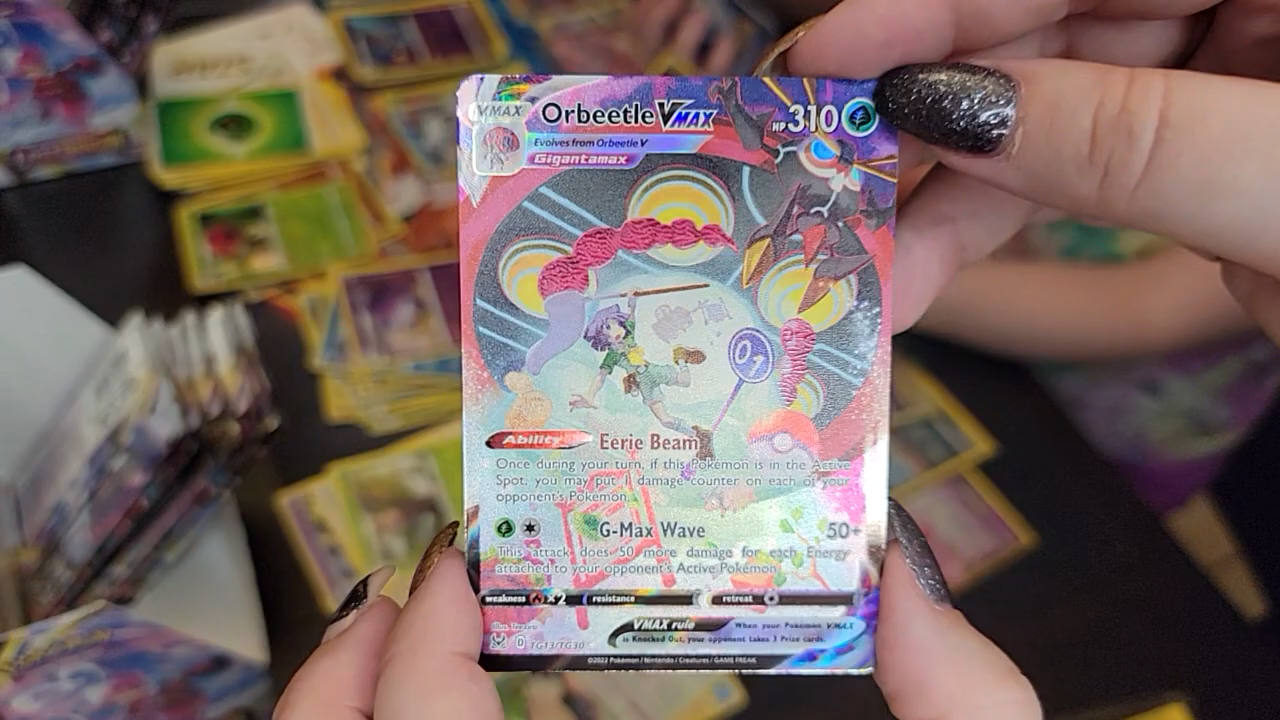 VMAX
Orbeetle VMAX
HP 310
Evolves from Orbeetle V
Gigantamax
01
Ability Eerie Beam
Once during your turn, if this Pokémon is in the Active
Spot, you may put 1 damage counter on each of your
opponent's Pokémon.
G-Max Wave 50+
This attack does 50 more damage for each Energy
attached to your opponent's Active Pokémon.
weakness ×2 resistance retreat
VMAX rule When your Pokémon VMAX
is Knocked Out, your opponent takes 3 Prize cards.
Illus.
D TG13/TG30
©2022 Pokémon / Nintendo / Creatures / GAME FREAK